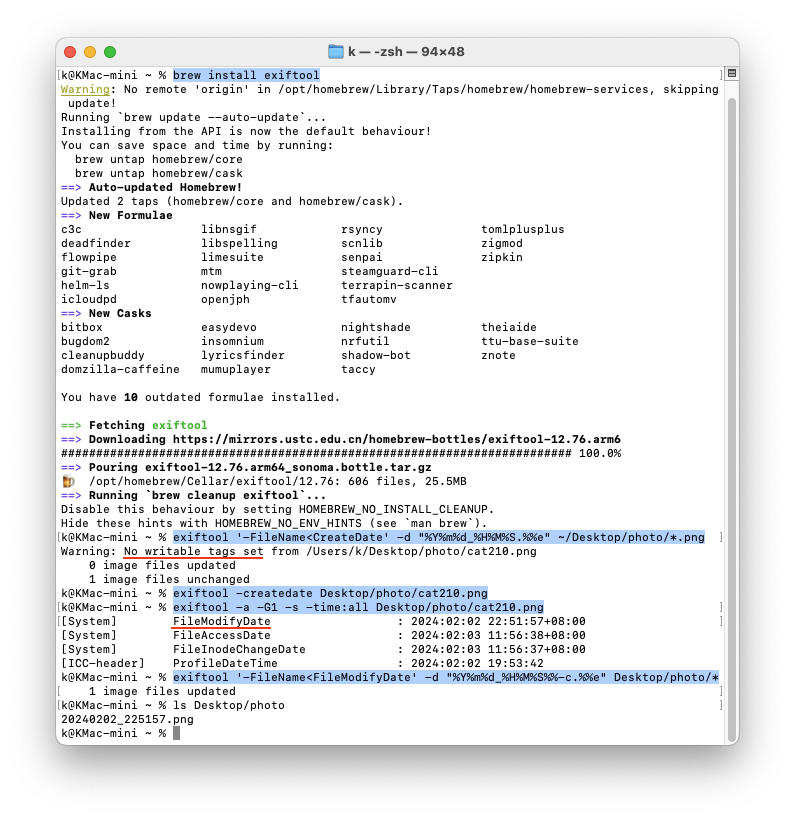 k — -zsh — 94×48
k@KMac-mini ~ % brew install exiftool
Warning: No remote 'origin' in /opt/homebrew/Library/Taps/homebrew/homebrew-services, skipping
update!
Running `brew update --auto-update`...
Installing from the API is now the default behaviour!
You can save space and time by running:
  brew untap homebrew/core
  brew untap homebrew/cask
==> Auto-updated Homebrew!
Updated 2 taps (homebrew/core and homebrew/cask).
==> New Formulae
c3c                 libnsgif            rsyncy              tomlplusplus
deadfinder          libspelling         scnlib              zigmod
flowpipe            limesuite           senpai              zipkin
git-grab            mtm                 steamguard-cli
helm-ls             nowplaying-cli      terrapin-scanner
icloudpd            openjph             tfautomv
==> New Casks
bitbox              easydevo            nightshade          theiaide
bugdom2             insomnium           nrfutil             ttu-base-suite
cleanupbuddy        lyricsfinder        shadow-bot          znote
domzilla-caffeine   mumuplayer          taccy
You have 10 outdated formulae installed.
==> Fetching exiftool
==> Downloading https://mirrors.ustc.edu.cn/homebrew-bottles/exiftool-12.76.arm6
######################################################################### 100.0%
==> Pouring exiftool-12.76.arm64_sonoma.bottle.tar.gz
🍺  /opt/homebrew/Cellar/exiftool/12.76: 606 files, 25.5MB
==> Running `brew cleanup exiftool`...
Disable this behaviour by setting HOMEBREW_NO_INSTALL_CLEANUP.
Hide these hints with HOMEBREW_NO_ENV_HINTS (see `man brew`).
k@KMac-mini ~ % exiftool '-FileName<CreateDate' -d "%Y%m%d_%H%M%S.%%e" ~/Desktop/photo/*.png
Warning: No writable tags set from /Users/k/Desktop/photo/cat210.png
    0 image files updated
    1 image files unchanged
k@KMac-mini ~ % exiftool -createdate Desktop/photo/cat210.png
k@KMac-mini ~ % exiftool -a -G1 -s -time:all Desktop/photo/cat210.png
[System]        FileModifyDate                  : 2024:02:02 22:51:57+08:00
[System]        FileAccessDate                  : 2024:02:03 11:56:38+08:00
[System]        FileInodeChangeDate             : 2024:02:03 11:56:37+08:00
[ICC-header]    ProfileDateTime                 : 2024:02:02 19:53:42
k@KMac-mini ~ % exiftool '-FileName<FileModifyDate' -d "%Y%m%d_%H%M%S%%-c.%%e" Desktop/photo/*
    1 image files updated
k@KMac-mini ~ % ls Desktop/photo
20240202_225157.png
k@KMac-mini ~ %